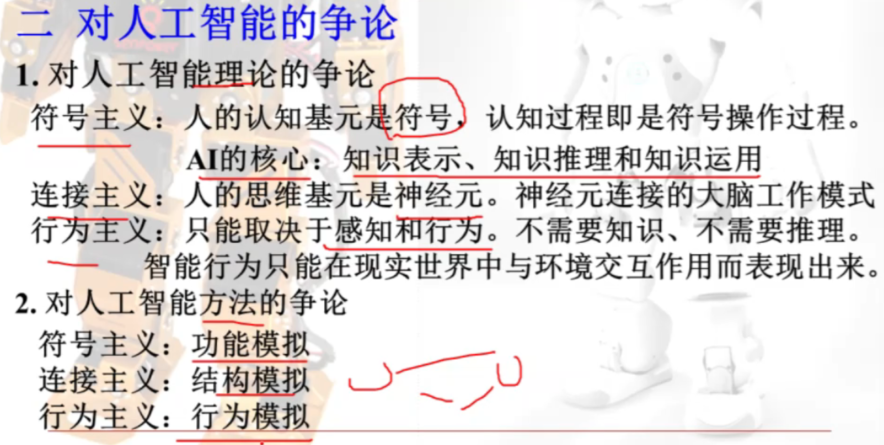 二 对人工智能的争论
1. 对人工智能理论的争论
符号主义：人的认知基元是符号，认知过程即是符号操作过程。
AI的核心：知识表示、知识推理和知识运用
连接主义：人的思维基元是神经元。神经元连接的大脑工作模式
行为主义：只能取决于感知和行为。不需要知识、不需要推理。
智能行为只能在现实世界中与环境交互作用而表现出来。
2. 对人工智能方法的争论
符号主义：功能模拟
连接主义：结构模拟
行为主义：行为模拟